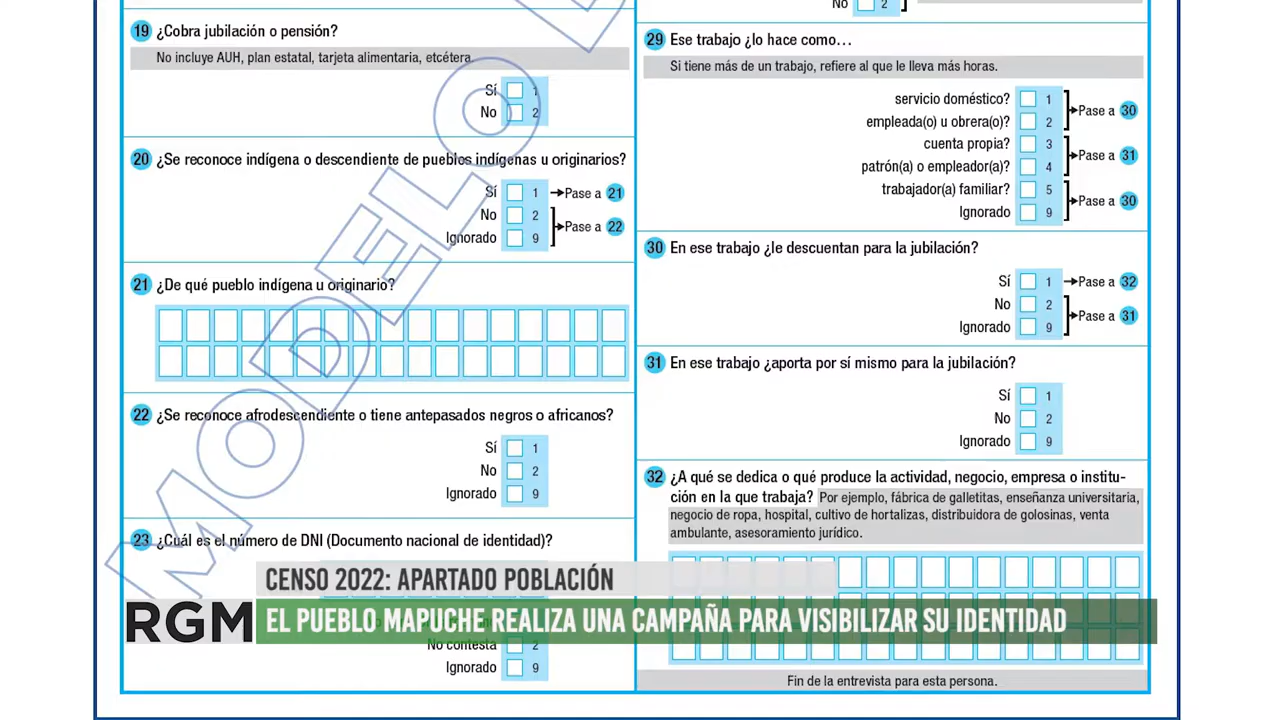 19 ¿Cobra jubilación o pensión?
No incluye AUH, plan estatal, tarjeta alimentaria, etcétera.
Sí 1
No 2
20 ¿Se reconoce indígena o descendiente de pueblos indígenas u originarios?
Sí 1 Pase a 21
No 2
Ignorado 9
Pase a 22
21 ¿De qué pueblo indígena u originario?
22 ¿Se reconoce afrodescendiente o tiene antepasados negros o africanos?
Sí 1
No 2
Ignorado 9
23 ¿Cuál es el número de DNI (Documento nacional de identidad)?
No contesta 2
Ignorado 9
MODELO
No 2
29 Ese trabajo ¿lo hace como…
Si tiene más de un trabajo, refiere al que le lleva más horas.
servicio doméstico? 1
empleada(o) u obrera(o)? 2
Pase a 30
cuenta propia? 3
patrón(a) o empleador(a)? 4
Pase a 31
trabajador(a) familiar? 5
Ignorado 9
Pase a 30
30 En ese trabajo ¿le descuentan para la jubilación?
Sí 1 Pase a 32
No 2
Ignorado 9
Pase a 31
31 En ese trabajo ¿aporta por sí mismo para la jubilación?
Sí 1
No 2
Ignorado 9
32 ¿A qué se dedica o qué produce la actividad, negocio, empresa o institu-
ción en la que trabaja? Por ejemplo, fábrica de galletitas, enseñanza universitaria,
negocio de ropa, hospital, cultivo de hortalizas, distribuidora de golosinas, venta
ambulante, asesoramiento jurídico.
Fin de la entrevista para esta persona.
CENSO 2022: APARTADO POBLACIÓN
RGM
EL PUEBLO MAPUCHE REALIZA UNA CAMPAÑA PARA VISIBILIZAR SU IDENTIDAD